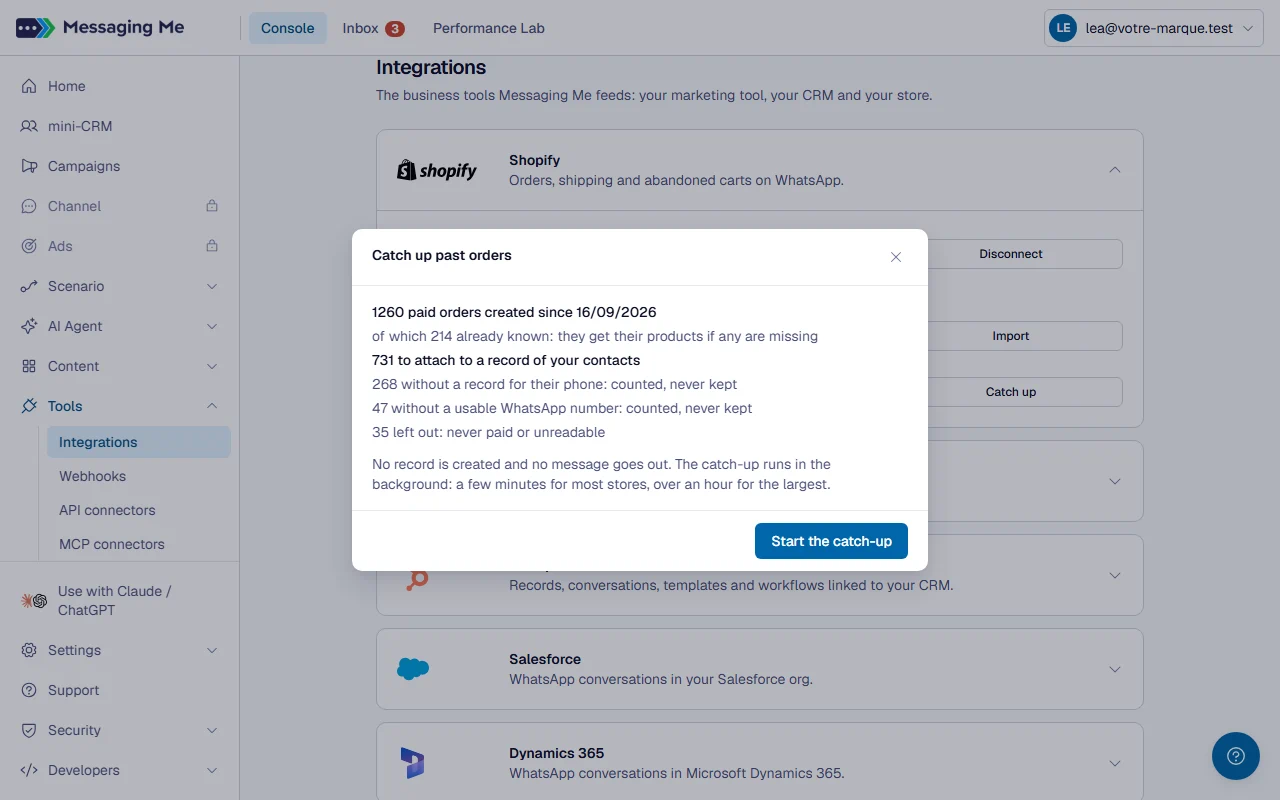 Messaging Me
Console
Inbox 3
Performance Lab
LE lea@votre-marque.test
Home
mini-CRM
Campaigns
Channel
Ads
Scenario
AI Agent
Content
Tools
Integrations
Webhooks
API connectors
MCP connectors
Use with Claude /
ChatGPT
Settings
Support
Security
Developers
Integrations
The business tools Messaging Me feeds: your marketing tool, your CRM and your store.
shopify
Shopify
Orders, shipping and abandoned carts on WhatsApp.
Disconnect
Import
Catch up
Catch up past orders
1260 paid orders created since 16/09/2026
of which 214 already known: they get their products if any are missing
731 to attach to a record of your contacts
268 without a record for their phone: counted, never kept
47 without a usable WhatsApp number: counted, never kept
35 left out: never paid or unreadable
No record is created and no message goes out. The catch-up runs in the
background: a few minutes for most stores, over an hour for the largest.
Start the catch-up
Records, conversations, templates and workflows linked to your CRM.
Salesforce
WhatsApp conversations in your Salesforce org.
Dynamics 365
WhatsApp conversations in Microsoft Dynamics 365.